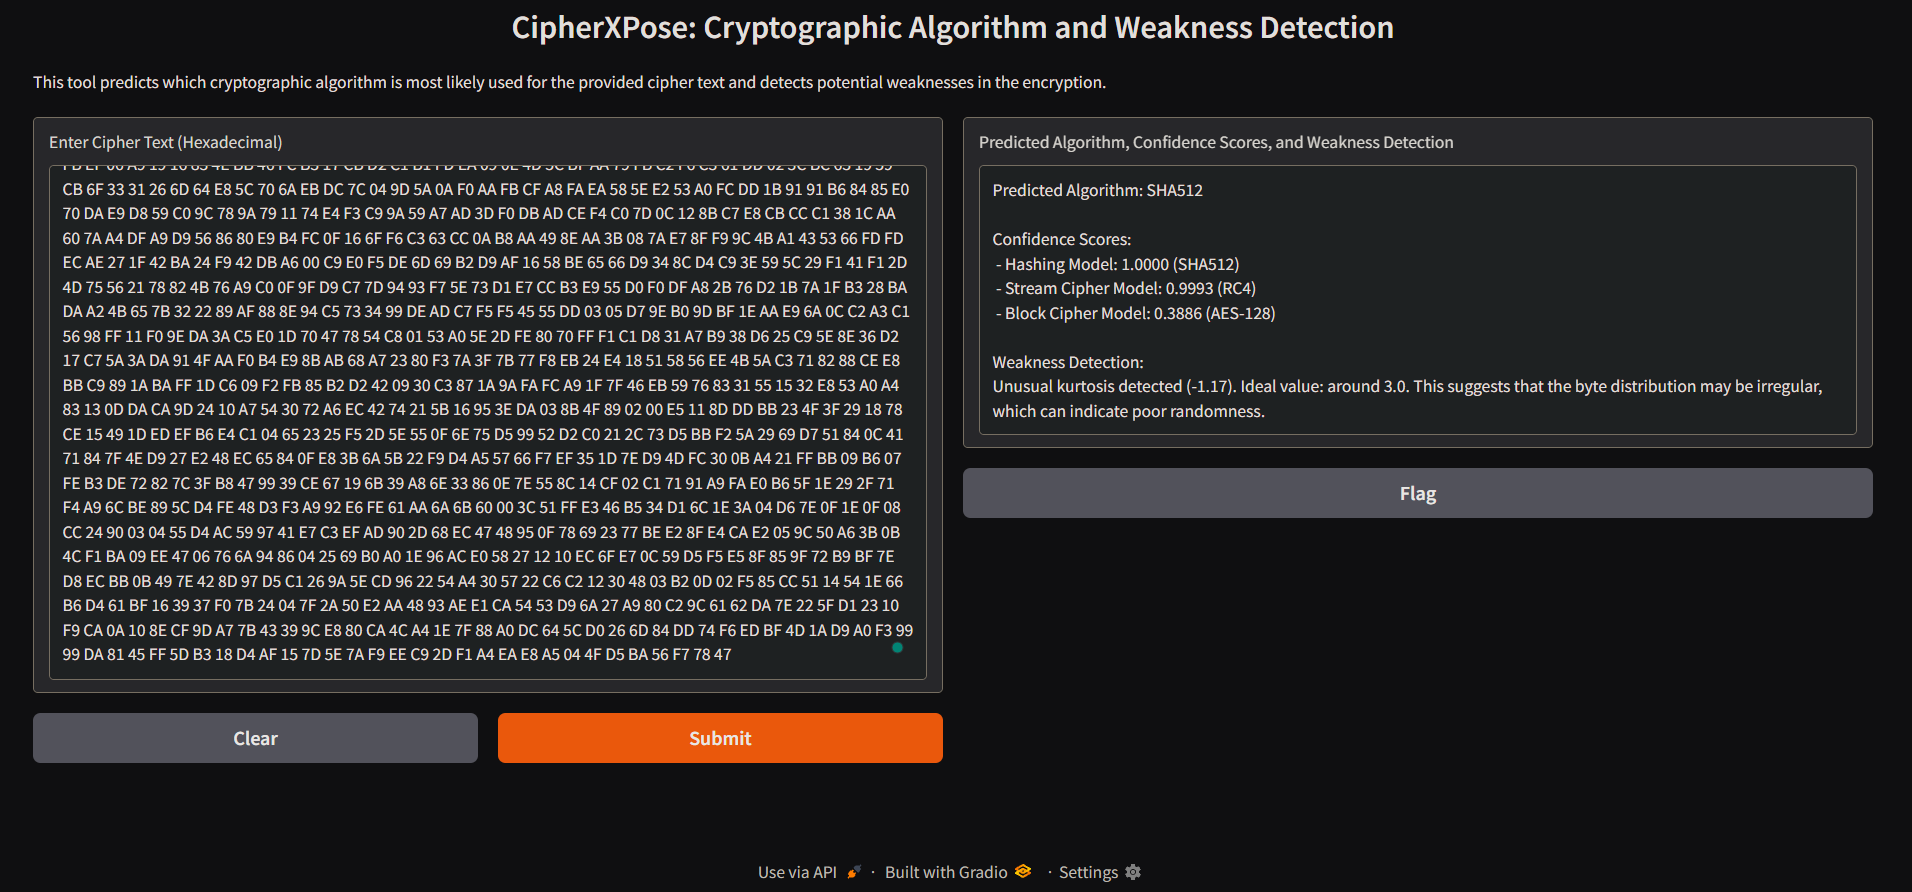 CipherXPose: Cryptographic Algorithm and Weakness Detection
This tool predicts which cryptographic algorithm is most likely used for the provided cipher text and detects potential weaknesses in the encryption.
Enter Cipher Text (Hexadecimal)
CB 6F 33 31 26 6D 64 E8 5C 70 6A EB DC 7C 04 9D 5A 0A F0 AA FB CF A8 FA EA 58 5E E2 53 A0 FC DD 1B 91 91 B6 84 85 E0
70 DA E9 D8 59 C0 9C 78 9A 79 11 74 E4 F3 C9 9A 59 A7 AD 3D F0 DB AD CE F4 C0 7D 0C 12 8B C7 E8 CB CC C1 38 1C AA
60 7A A4 DF A9 D9 56 86 80 E9 B4 FC 0F 16 6F F6 C3 63 CC 0A B8 AA 49 8E AA 3B 08 7A E7 8F F9 9C 4B A1 43 53 66 FD FD
EC AE 27 1F 42 BA 24 F9 42 DB A6 00 C9 E0 F5 DE 6D 69 B2 D9 AF 16 58 BE 65 66 D9 34 8C D4 C9 3E 59 5C 29 F1 41 F1 2D
4D 75 56 21 78 82 4B 76 A9 C0 0F 9F D9 C7 7D 94 93 F7 5E 73 D1 E7 CC B3 E9 55 D0 F0 DF A8 2B 76 D2 1B 7A 1F B3 28 BA
DA A2 4B 65 7B 32 22 89 AF 88 8E 94 C5 73 34 99 DE AD C7 F5 F5 45 55 DD 03 05 D7 9E B0 9D BF 1E AA E9 6A 0C C2 A3 C1
56 98 FF 11 F0 9E DA 3A C5 E0 1D 70 47 78 54 C8 01 53 A0 5E 2D FE 80 70 FF F1 C1 D8 31 A7 B9 38 D6 25 C9 5E 8E 36 D2
17 C7 5A 3A DA 91 4F AA F0 B4 E9 8B AB 68 A7 23 80 F3 7A 3F 7B 77 F8 EB 24 E4 18 51 58 56 EE 4B 5A C3 71 82 88 CE E8
BB C9 89 1A BA FF 1D C6 09 F2 FB 85 B2 D2 42 09 30 C3 87 1A 9A FA FC A9 1F 7F 46 EB 59 76 83 31 55 15 32 E8 53 A0 A4
83 13 0D DA CA 9D 24 10 A7 54 30 72 A6 EC 42 74 21 5B 16 95 3E DA 03 8B 4F 89 02 00 E5 11 8D DD BB 23 4F 3F 29 18 78
CE 15 49 1D ED EF B6 E4 C1 04 65 23 25 F5 2D 5E 55 0F 6E 75 D5 99 52 D2 C0 21 2C 73 D5 BB F2 5A 29 69 D7 51 84 0C 41
71 84 7F 4E D9 27 E2 48 EC 65 84 0F E8 3B 6A 5B 22 F9 D4 A5 57 66 F7 EF 35 1D 7E D9 4D FC 30 0B A4 21 FF BB 09 B6 07
FE B3 DE 72 82 7C 3F B8 47 99 39 CE 67 19 6B 39 A8 6E 33 86 0E 7E 55 8C 14 CF 02 C1 71 91 A9 FA E0 B6 5F 1E 29 2F 71
F4 A9 6C BE 89 5C D4 FE 48 D3 F3 A9 92 E6 FE 61 AA 6A 6B 60 00 3C 51 FF E3 46 B5 34 D1 6C 1E 3A 04 D6 7E 0F 1E 0F 08
CC 24 90 03 04 55 D4 AC 59 97 41 E7 C3 EF AD 90 2D 68 EC 47 48 95 0F 78 69 23 77 BE E2 8F E4 CA E2 05 9C 50 A6 3B 0B
4C F1 BA 09 EE 47 06 76 6A 94 86 04 25 69 B0 A0 1E 96 AC E0 58 27 12 10 EC 6F E7 0C 59 D5 F5 E5 8F 85 9F 72 B9 BF 7E
D8 EC BB 0B 49 7E 42 8D 97 D5 C1 26 9A 5E CD 96 22 54 A4 30 57 22 C6 C2 12 30 48 03 B2 0D 02 F5 85 CC 51 14 54 1E 66
B6 D4 61 BF 16 39 37 F0 7B 24 04 7F 2A 50 E2 AA 48 93 AE E1 CA 54 53 D9 6A 27 A9 80 C2 9C 61 62 DA 7E 22 5F D1 23 10
F9 CA 0A 10 8E CF 9D A7 7B 43 39 9C E8 80 CA 4C A4 1E 7F 88 A0 DC 64 5C D0 26 6D 84 DD 74 F6 ED BF 4D 1A D9 A0 F3 99
99 DA 81 45 FF 5D B3 18 D4 AF 15 7D 5E 7A F9 EE C9 2D F1 A4 EA E8 A5 04 4F D5 BA 56 F7 78 47
Clear
Submit
Predicted Algorithm, Confidence Scores, and Weakness Detection
Predicted Algorithm: SHA512
Confidence Scores:
- Hashing Model: 1.0000 (SHA512)
- Stream Cipher Model: 0.9993 (RC4)
- Block Cipher Model: 0.3886 (AES-128)
Weakness Detection:
Unusual kurtosis detected (-1.17). Ideal value: around 3.0. This suggests that the byte distribution may be irregular,
which can indicate poor randomness.
Flag
Use via API · Built with Gradio · Settings